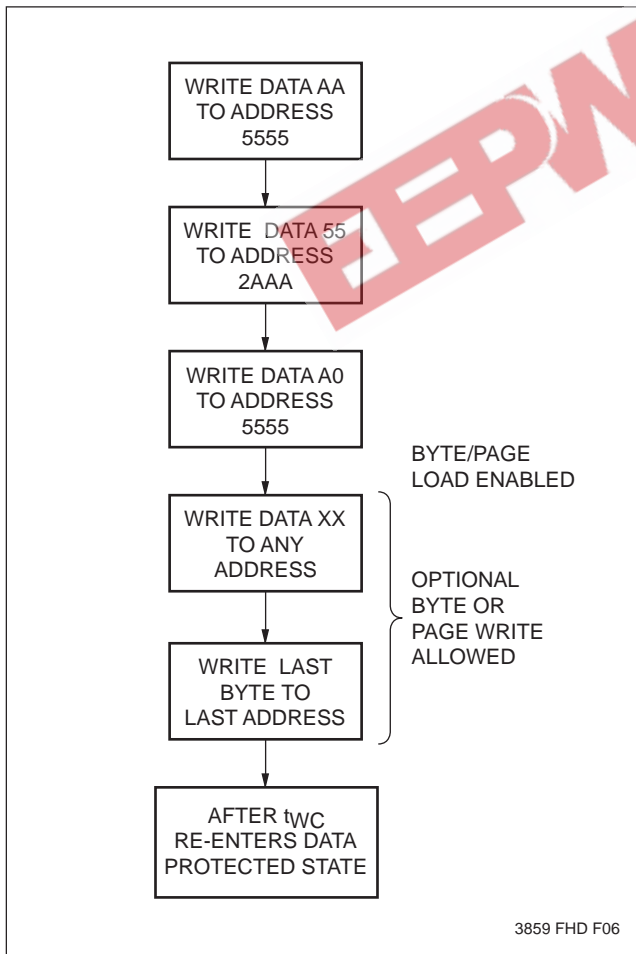 WRITE DATA AA
TO ADDRESS
5555
WRITE DATA 55
TO ADDRESS
2AAA
WRITE DATA A0
TO ADDRESS
5555
BYTE/PAGE
LOAD ENABLED
WRITE DATA XX
TO ANY
ADDRESS
OPTIONAL
BYTE OR
PAGE WRITE
ALLOWED
WRITE LAST
BYTE TO
LAST ADDRESS
AFTER tWC
RE-ENTERS DATA
PROTECTED STATE
3859 FHD F06
EEPW